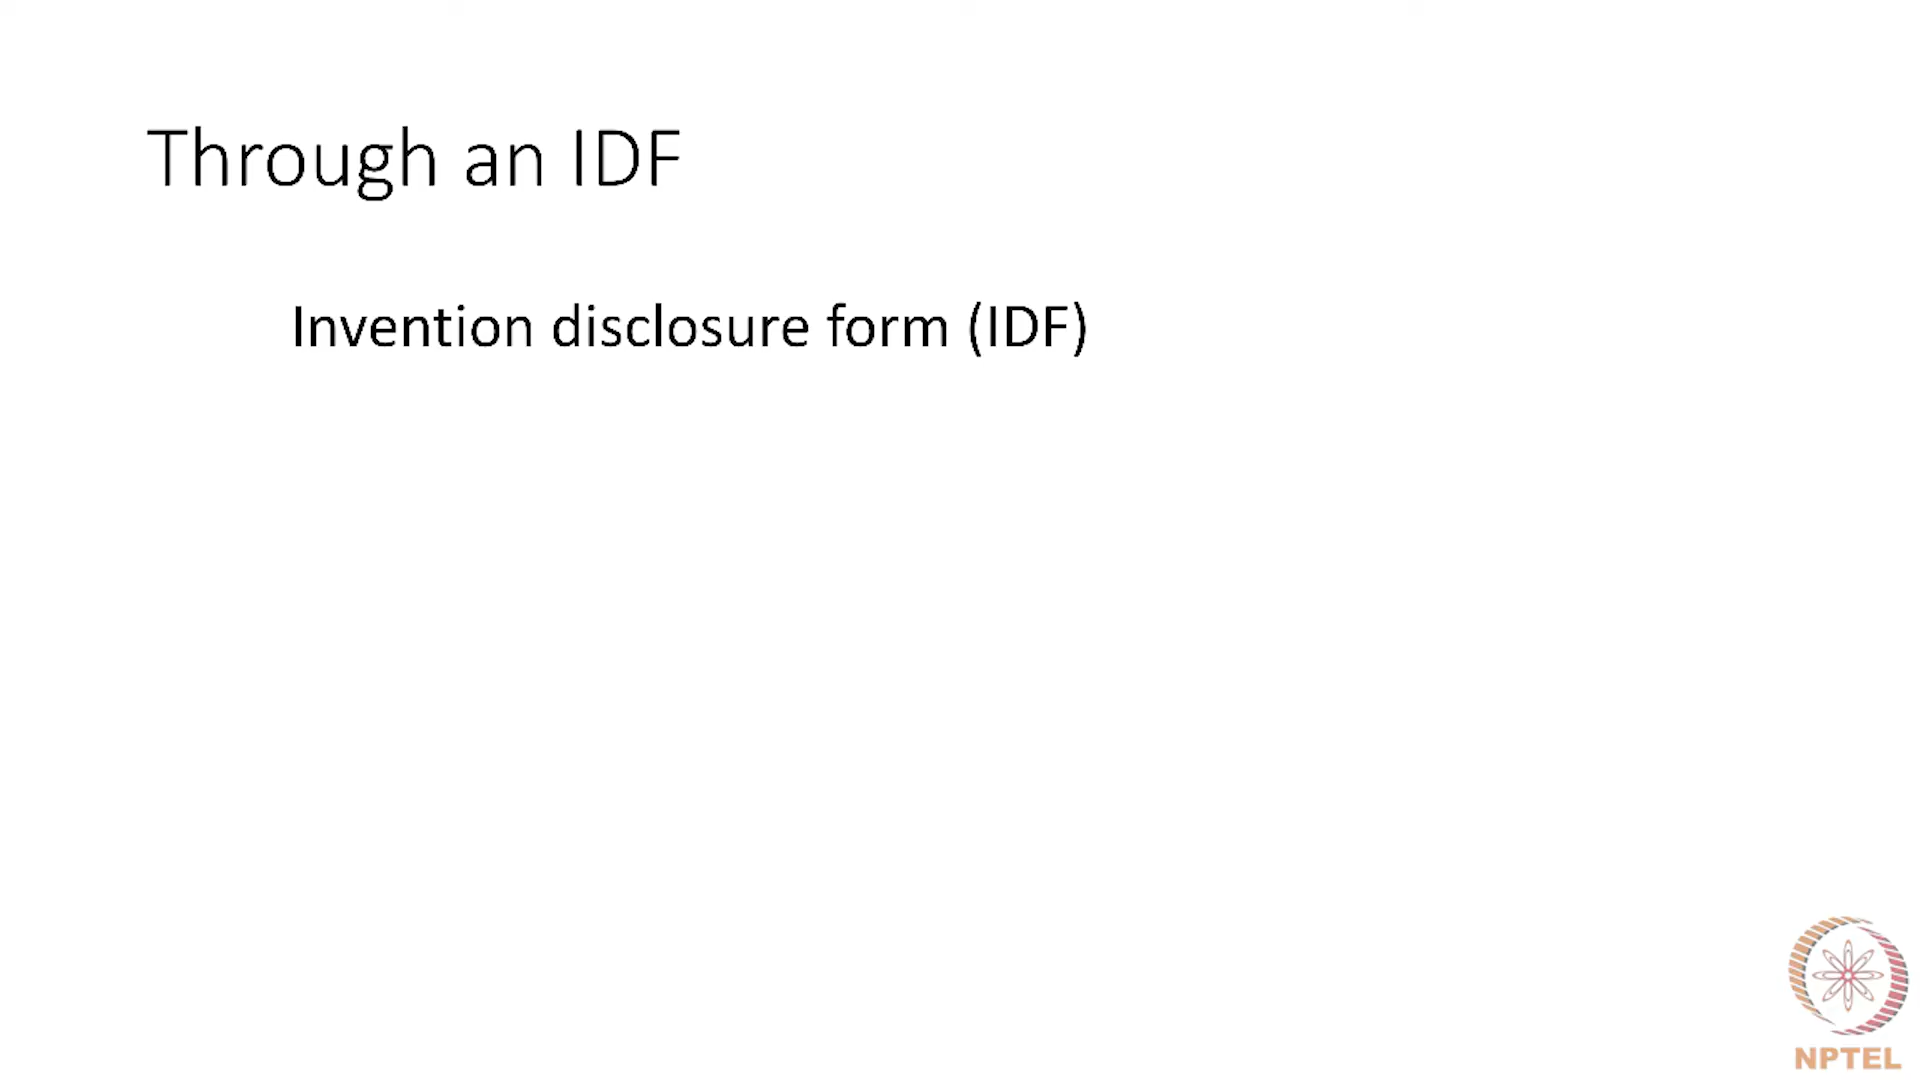 Through an IDF
Invention disclosure form (IDF)
NPTEL